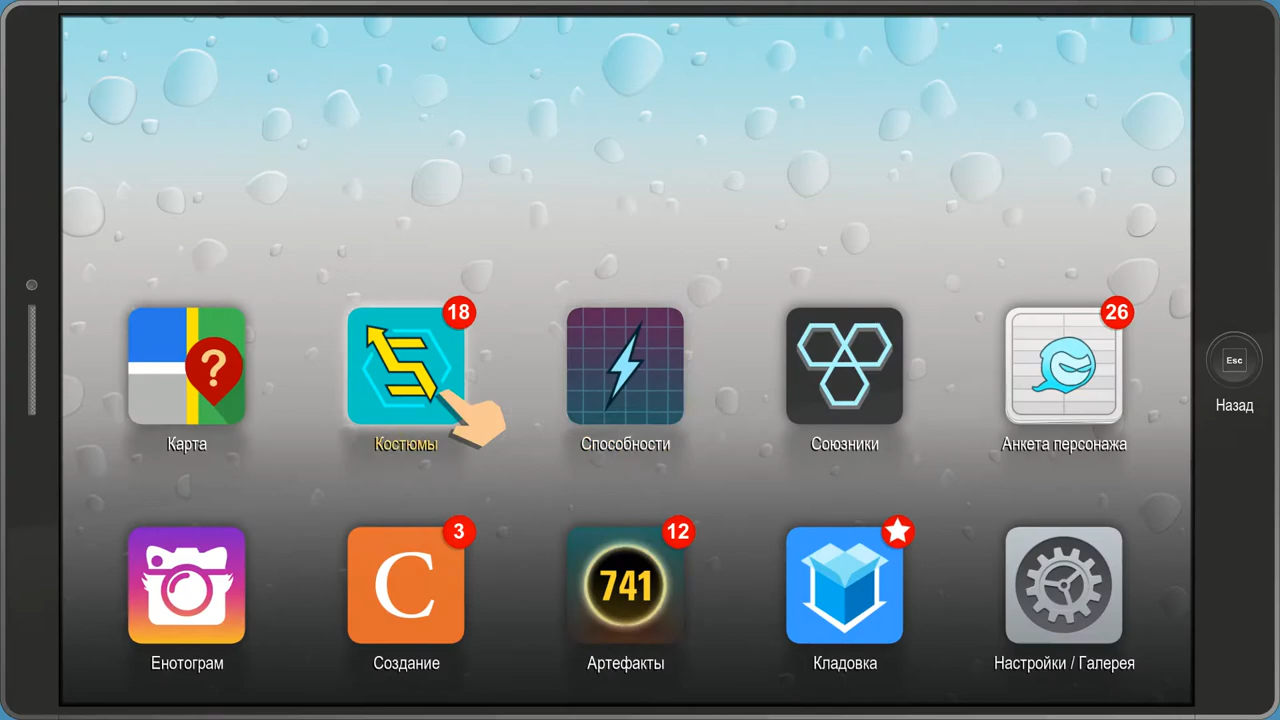 18
26
?
Esc
Назад
Карта
Костюмы
Способности
Союзники
Анкета персонажа
3
12
C
741
Енотограм
Создание
Артефакты
Кладовка
Настройки / Галерея